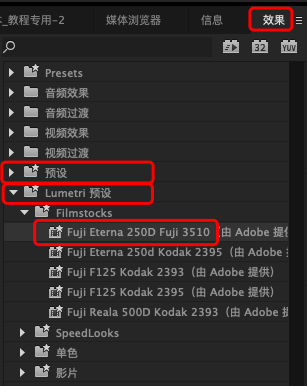 _教程专用-2 媒体浏览器 信息 效果
32 YUV
Presets
音频效果
音频过渡
视频效果
视频过渡
预设
Lumetri 预设
Filmstocks
Fuji Eterna 250D Fuji 3510（由 Adobe 提供
Fuji Eterna 250d Kodak 2395（由 Adobe 提
Fuji F125 Kodak 2393（由 Adobe 提供）
Fuji F125 Kodak 2395（由 Adobe 提供）
Fuji Reala 500D Kodak 2393（由 Adobe 提
SpeedLooks
单色
影片